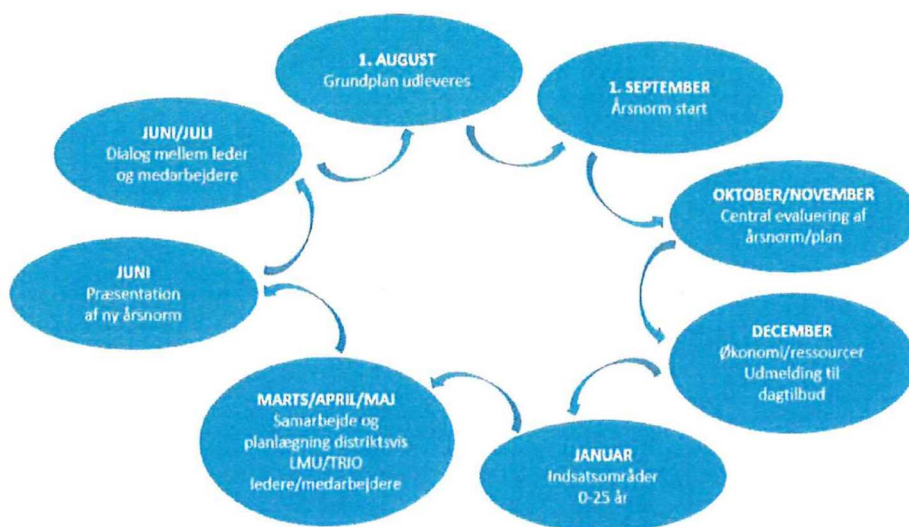 1. AUGUST
Grundplan udleveres
1. SEPTEMBER
Årsnorm start
OKTOBER/NOVEMBER
Central evaluering af
årsnorm/plan
DECEMBER
Økonomi/ressourcer
Udmelding til
dagtilbud
JANUAR
Indsatsområder
0-25 år
MARTS/APRIL/MAJ
Samarbejde og
planlægning distriktsvis
LMU/TRIO
ledere/medarbejdere
JUNI
Præsentation
af ny årsnorm
JUNI/JULI
Dialog mellem leder
og medarbejdere